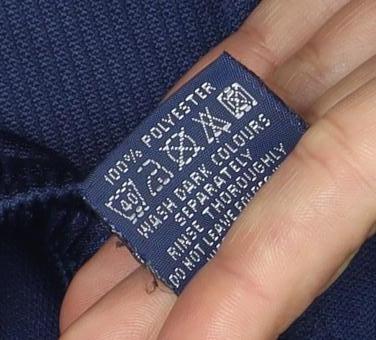 100% POLYESTER
40
WASH DARK COLOURS
SEPARATELY
RINSE THOROUGHLY
DO NOT LEAVE